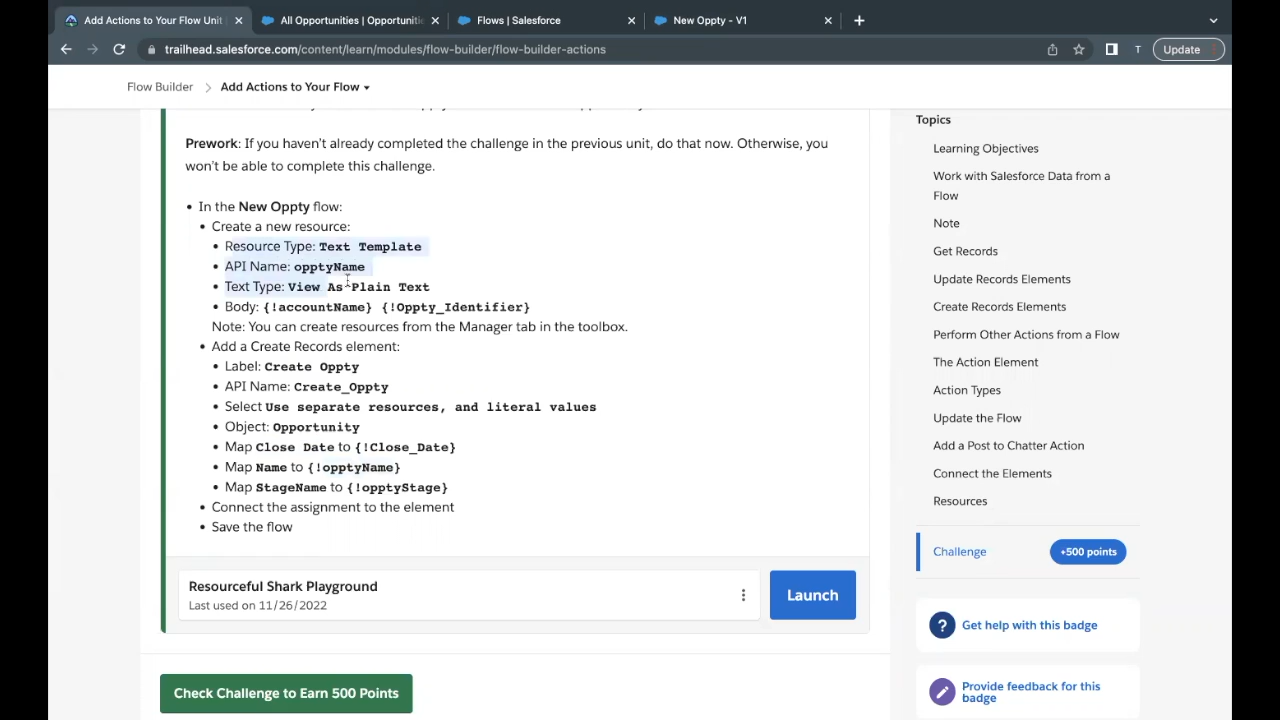 Add Actions to Your Flow Unit
All Opportunities | Opportunitie
Flows | Salesforce
New Oppty - V1
trailhead.salesforce.com/content/learn/modules/flow-builder/flow-builder-actions
T
Update
Flow Builder
Add Actions to Your Flow
Prework: If you haven’t already completed the challenge in the previous unit, do that now. Otherwise, you
won’t be able to complete this challenge.
• In the New Oppty flow:
• Create a new resource:
• Resource Type: Text Template
• API Name: opptyName
• Text Type: View As Plain Text
• Body: {!accountName} {!Oppty_Identifier}
Note: You can create resources from the Manager tab in the toolbox.
• Add a Create Records element:
• Label: Create Oppty
• API Name: Create_Oppty
• Select Use separate resources, and literal values
• Object: Opportunity
• Map Close Date to {!Close_Date}
• Map Name to {!opptyName}
• Map StageName to {!opptyStage}
• Connect the assignment to the element
• Save the flow
Resourceful Shark Playground
Last used on 11/26/2022
Launch
Check Challenge to Earn 500 Points
Topics
Learning Objectives
Work with Salesforce Data from a
Flow
Note
Get Records
Update Records Elements
Create Records Elements
Perform Other Actions from a Flow
The Action Element
Action Types
Update the Flow
Add a Post to Chatter Action
Connect the Elements
Resources
Challenge
+500 points
? Get help with this badge
Provide feedback for this
badge